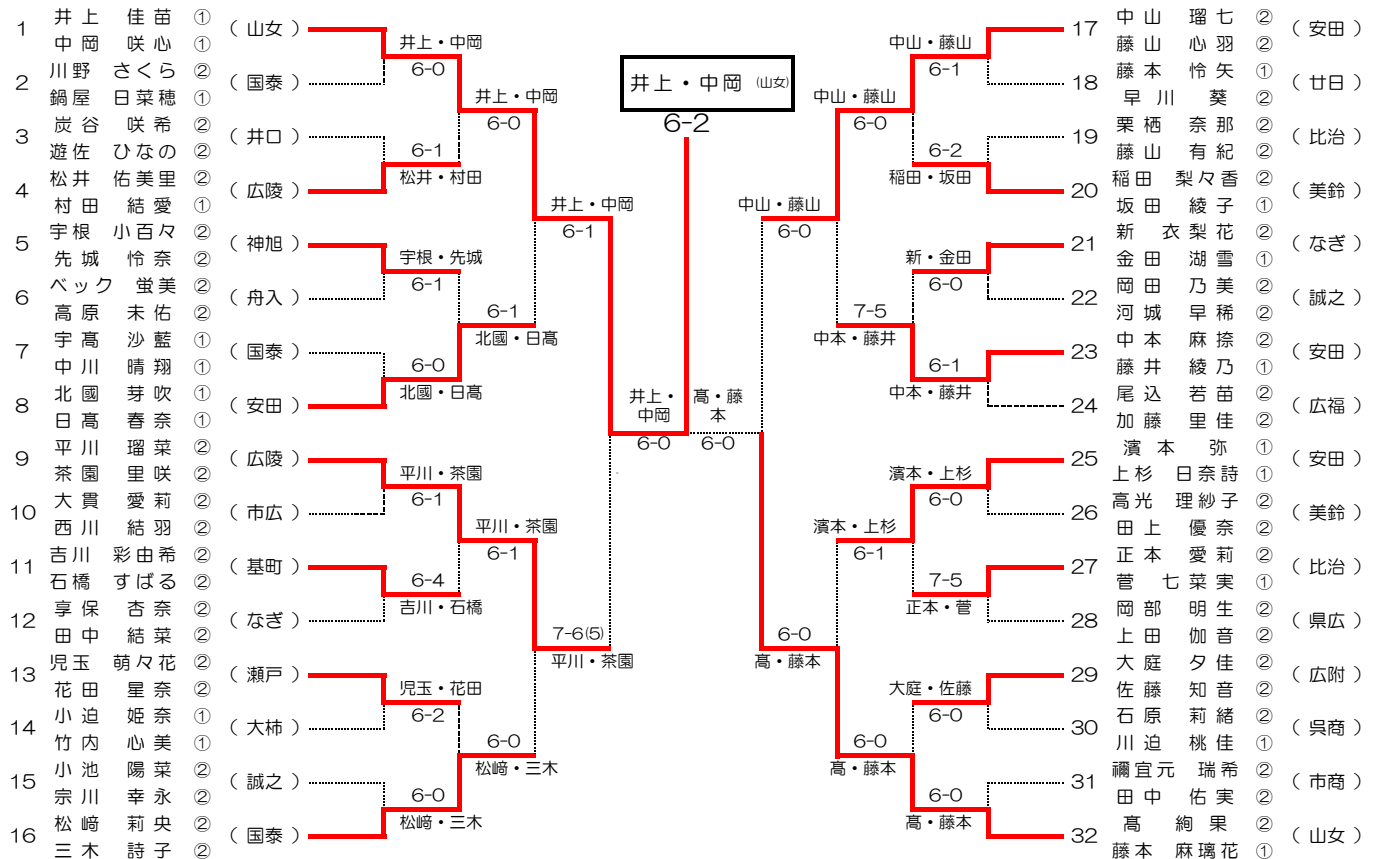 1 井上 佳苗 ① （山女）
中岡 咲心 ①
2 川野 さくら ② （国泰）
鍋屋 日菜穂 ①
3 炭谷 咲希 ② （井口）
遊佐 ひなの ②
4 松井 佑美里 ② （広陵）
村田 結愛 ①
5 宇根 小百々 ② （神旭）
先城 怜奈 ②
6 ベック 蛍美 ② （舟入）
高原 未佑 ②
7 宇髙 沙藍 ① （国泰）
中川 晴翔 ①
8 北國 芽吹 ① （安田）
日髙 春奈 ①
9 平川 瑠菜 ② （広陵）
茶園 里咲 ②
10 大貫 愛莉 ② （市広）
西川 結羽 ②
11 吉川 彩由希 ② （基町）
石橋 すばる ②
12 享保 杏奈 ② （なぎ）
田中 結菜 ②
13 児玉 萌々花 ② （瀬戸）
花田 星奈 ②
14 小迫 姫奈 ① （大柿）
竹内 心美 ①
15 小池 陽菜 ② （誠之）
宗川 幸永 ②
16 松﨑 莉央 ② （国泰）
三木 詩子 ②
井上・中岡
6-0
6-1
松井・村田
宇根・先城
6-1
6-0
北國・日髙
平川・茶園
6-1
6-4
吉川・石橋
児玉・花田
6-2
6-0
松﨑・三木
井上・中岡
6-0
6-1
北國・日髙
平川・茶園
6-1
6-0
松﨑・三木
井上・中岡
6-1
7-6(5)
平川・茶園
井上・中岡 (山女)
6-2
井上・
中岡
6-0
髙・藤
本
6-0
中山・藤山
6-0
6-0
髙・藤本
中山・藤山
6-0
7-5
中本・藤井
濱本・上杉
6-1
6-0
髙・藤本
中山・藤山
6-1
6-2
稲田・坂田
新・金田
6-0
6-1
中本・藤井
濱本・上杉
6-0
7-5
正本・菅
大庭・佐藤
6-0
6-0
髙・藤本
17 中山 瑠七 ② （安田）
藤山 心羽 ②
18 藤本 怜矢 ① （廿日）
早川 葵 ②
19 栗栖 奈那 ② （比治）
藤山 有紀 ②
20 稲田 梨々香 ② （美鈴）
坂田 綾子 ①
21 新 衣梨花 ② （なぎ）
金田 湖雪 ①
22 岡田 乃美 ② （誠之）
河城 早稀 ②
23 中本 麻捺 ② （安田）
藤井 綾乃 ①
24 尾込 若苗 ② （広福）
加藤 里佳 ②
25 濱本 弥 ① （安田）
上杉 日奈詩 ①
26 高光 理紗子 ② （美鈴）
田上 優奈 ②
27 正本 愛莉 ② （比治）
菅 七菜実 ①
28 岡部 明生 ② （県広）
上田 伽音 ②
29 大庭 夕佳 ② （広附）
佐藤 知音 ②
30 石原 莉緒 ② （呉商）
川迫 桃佳 ①
31 禰宜元 瑞希 ② （市商）
田中 佑実 ②
32 髙 絢果 ② （山女）
藤本 麻璃花 ①